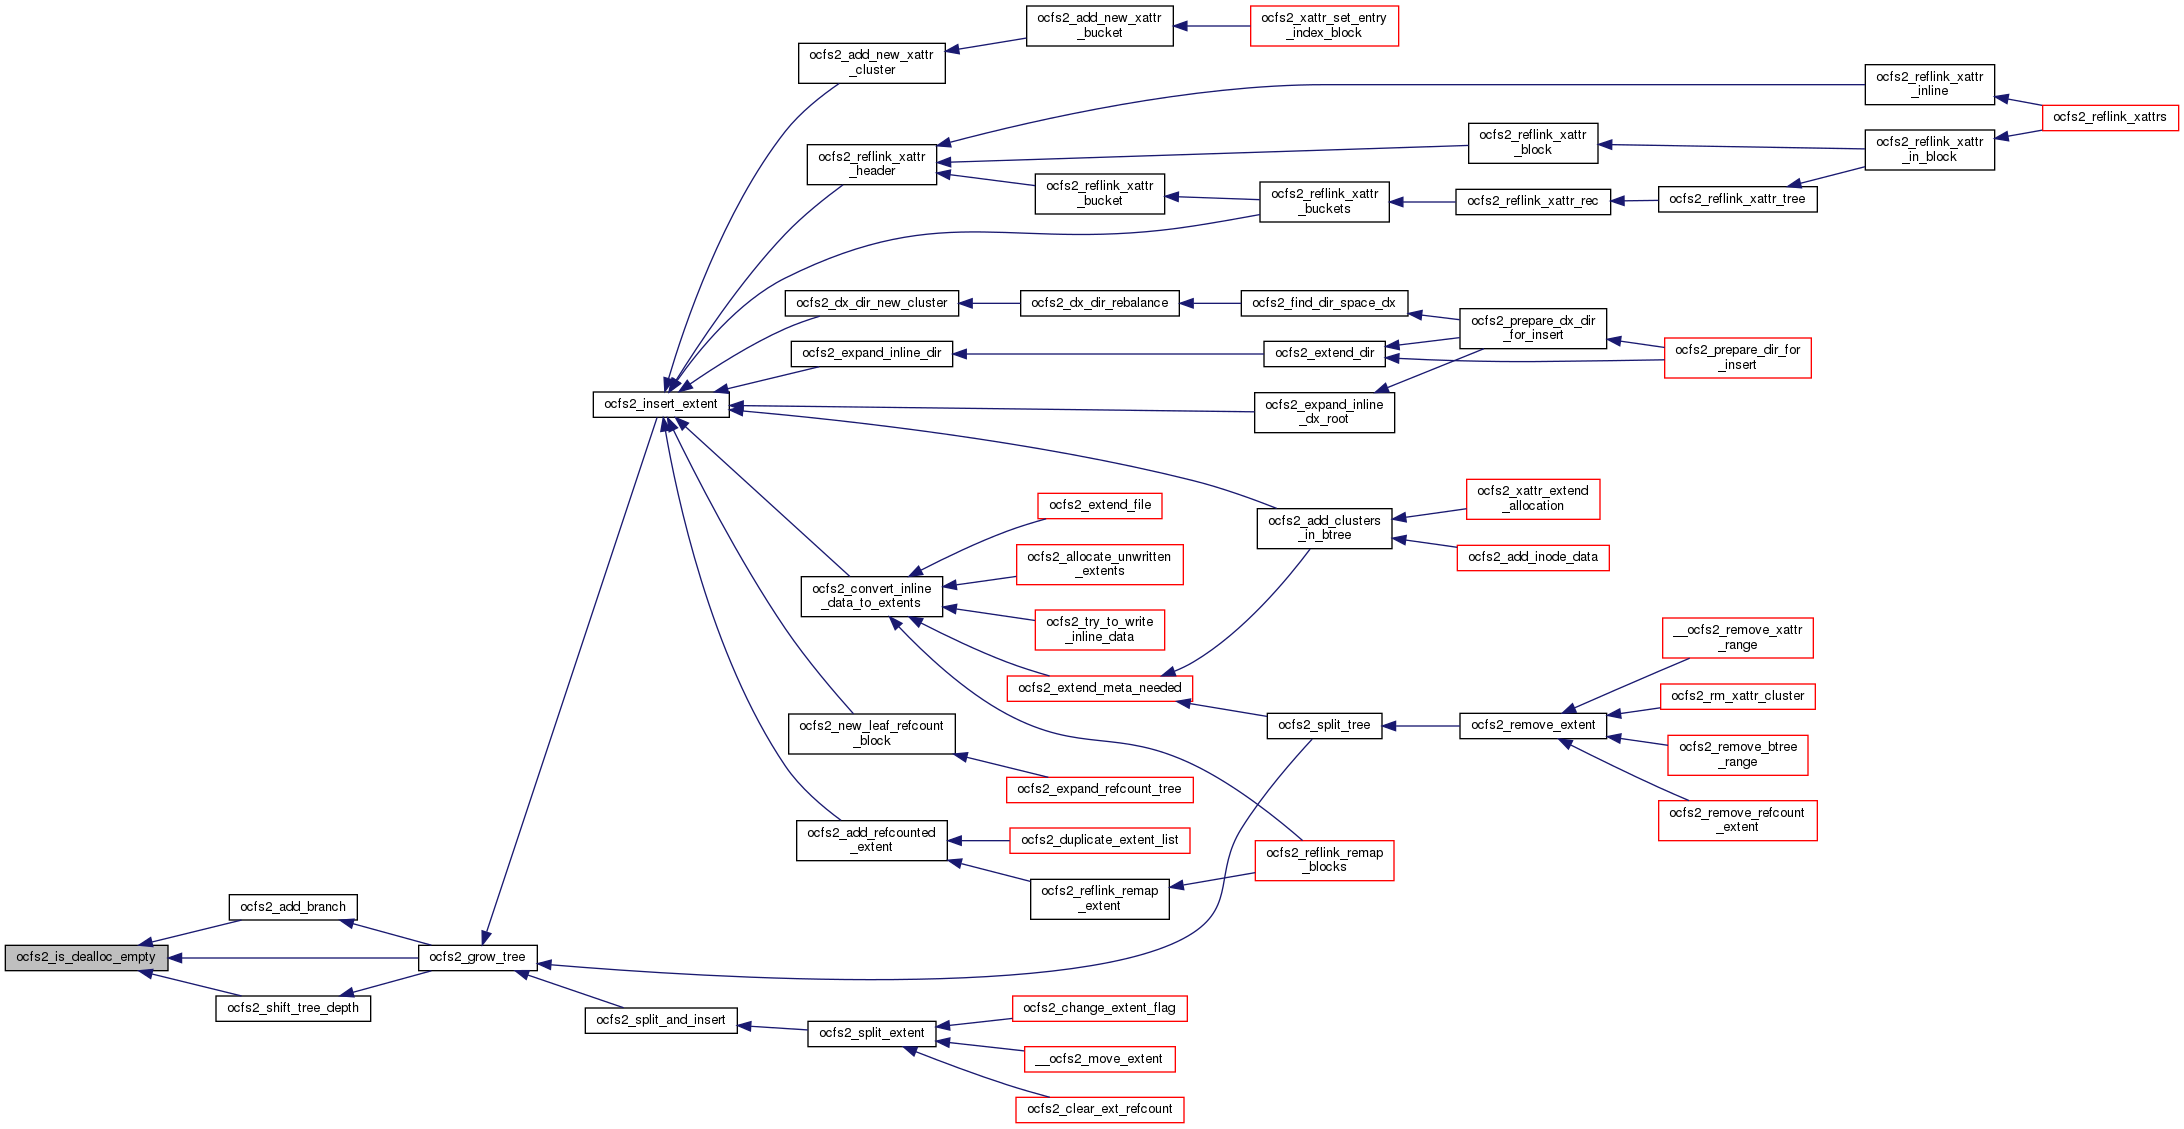 ocfs2_is_dealloc_empty
ocfs2_add_branch
ocfs2_shift_tree_depth
ocfs2_grow_tree
ocfs2_insert_extent
ocfs2_split_and_insert
ocfs2_add_new_xattr
_cluster
ocfs2_add_new_xattr
_bucket
ocfs2_xattr_set_entry
_index_block
ocfs2_reflink_xattr
_header
ocfs2_reflink_xattr
_inline
ocfs2_reflink_xattrs
ocfs2_reflink_xattr
_block
ocfs2_reflink_xattr
_in_block
ocfs2_reflink_xattr
_bucket
ocfs2_reflink_xattr
_buckets
ocfs2_reflink_xattr_rec
ocfs2_reflink_xattr_tree
ocfs2_dx_dir_new_cluster
ocfs2_dx_dir_rebalance
ocfs2_find_dir_space_dx
ocfs2_prepare_dx_dir
_for_insert
ocfs2_expand_inline_dir
ocfs2_extend_dir
ocfs2_prepare_dir_for
_insert
ocfs2_expand_inline
_dx_root
ocfs2_add_clusters
_in_btree
ocfs2_xattr_extend
_allocation
ocfs2_add_inode_data
ocfs2_convert_inline
_data_to_extents
ocfs2_extend_file
ocfs2_allocate_unwritten
_extents
ocfs2_try_to_write
_inline_data
ocfs2_extend_meta_needed
ocfs2_split_tree
ocfs2_remove_extent
__ocfs2_remove_xattr
_range
ocfs2_rm_xattr_cluster
ocfs2_remove_btree
_range
ocfs2_remove_refcount
_extent
ocfs2_new_leaf_refcount
_block
ocfs2_expand_refcount_tree
ocfs2_add_refcounted
_extent
ocfs2_duplicate_extent_list
ocfs2_reflink_remap
_extent
ocfs2_reflink_remap
_blocks
ocfs2_split_extent
ocfs2_change_extent_flag
__ocfs2_move_extent
ocfs2_clear_ext_refcount